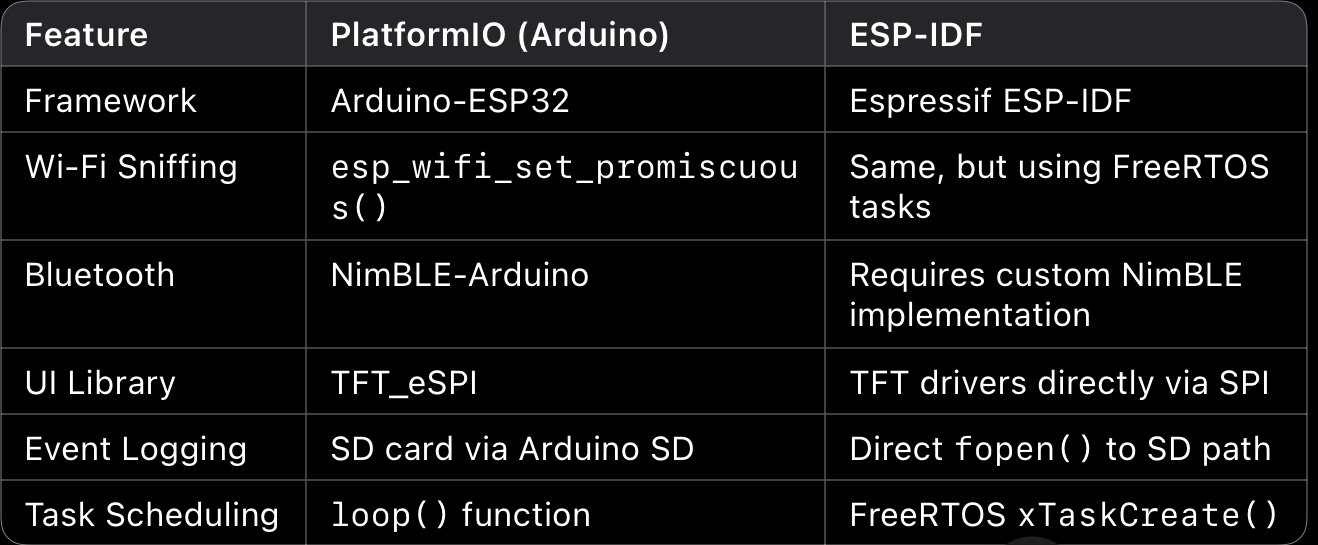 Feature PlatformIO (Arduino) ESP-IDF
Framework Arduino-ESP32 Espressif ESP-IDF
Wi-Fi Sniffing esp_wifi_set_promiscuou Same, but using FreeRTOS
s() tasks
Bluetooth NimBLE-Arduino Requires custom NimBLE
implementation
UI Library TFT_eSPI TFT drivers directly via SPI
Event Logging SD card via Arduino SD Direct fopen() to SD path
Task Scheduling loop() function FreeRTOS xTaskCreate()